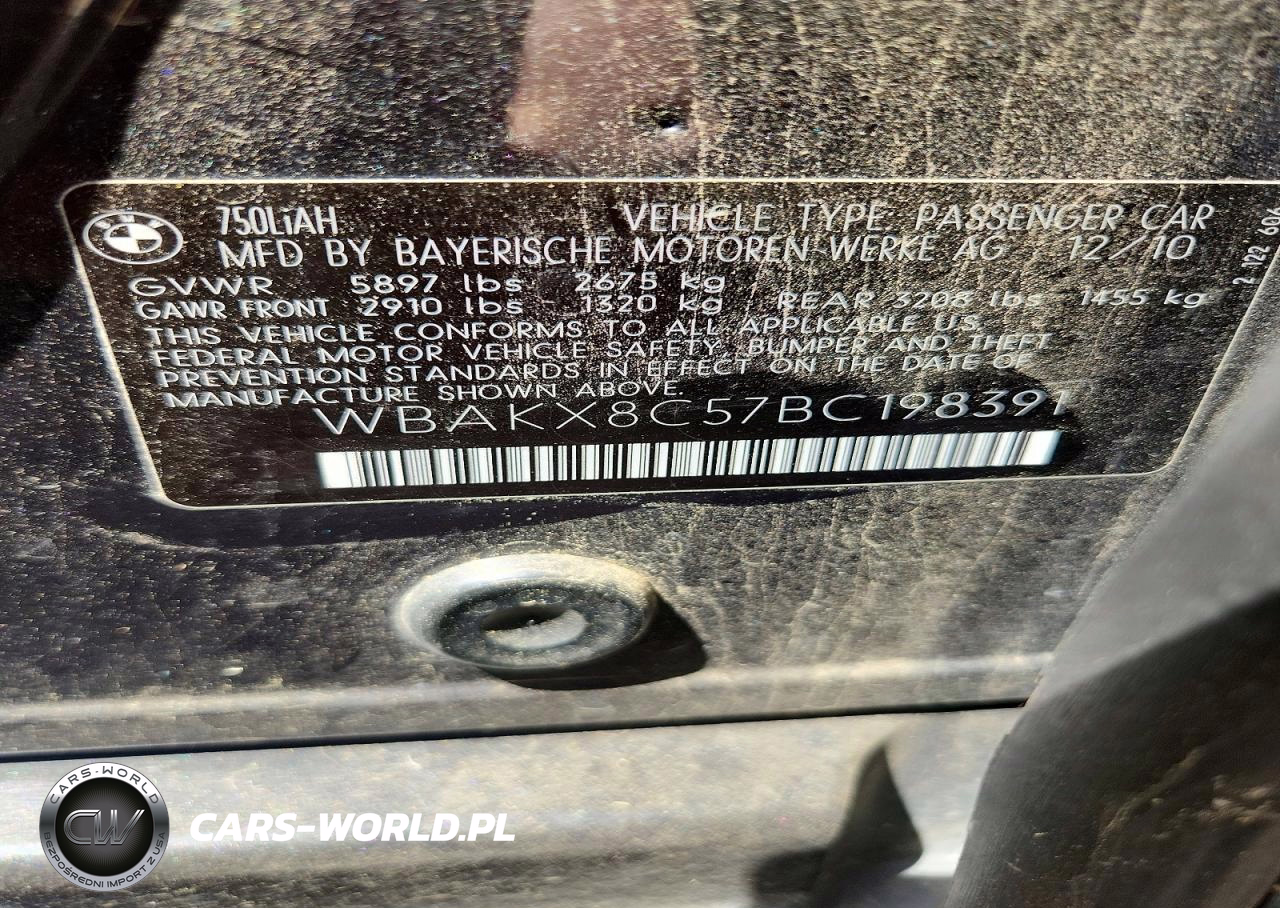 750LiAH VEHICLE TYPE: PASSENGER CAR
MFD BY BAYERISCHE MOTOREN-WERKE AG 12/10
GVWR 5897 lbs 2675 kg
GAWR FRONT 2910 lbs - 1320 kg REAR 3208 lbs - 1455 kg
THIS VEHICLE CONFORMS TO ALL APPLICABLE U.S.
FEDERAL MOTOR VEHICLE SAFETY, BUMPER AND THEFT
PREVENTION STANDARDS IN EFFECT ON THE DATE OF
MANUFACTURE SHOWN ABOVE.
WBAKX8C57BC198391
CARS-WORLD
CW
BEZPOŚREDNI IMPORT Z USA
CARS-WORLD.PL